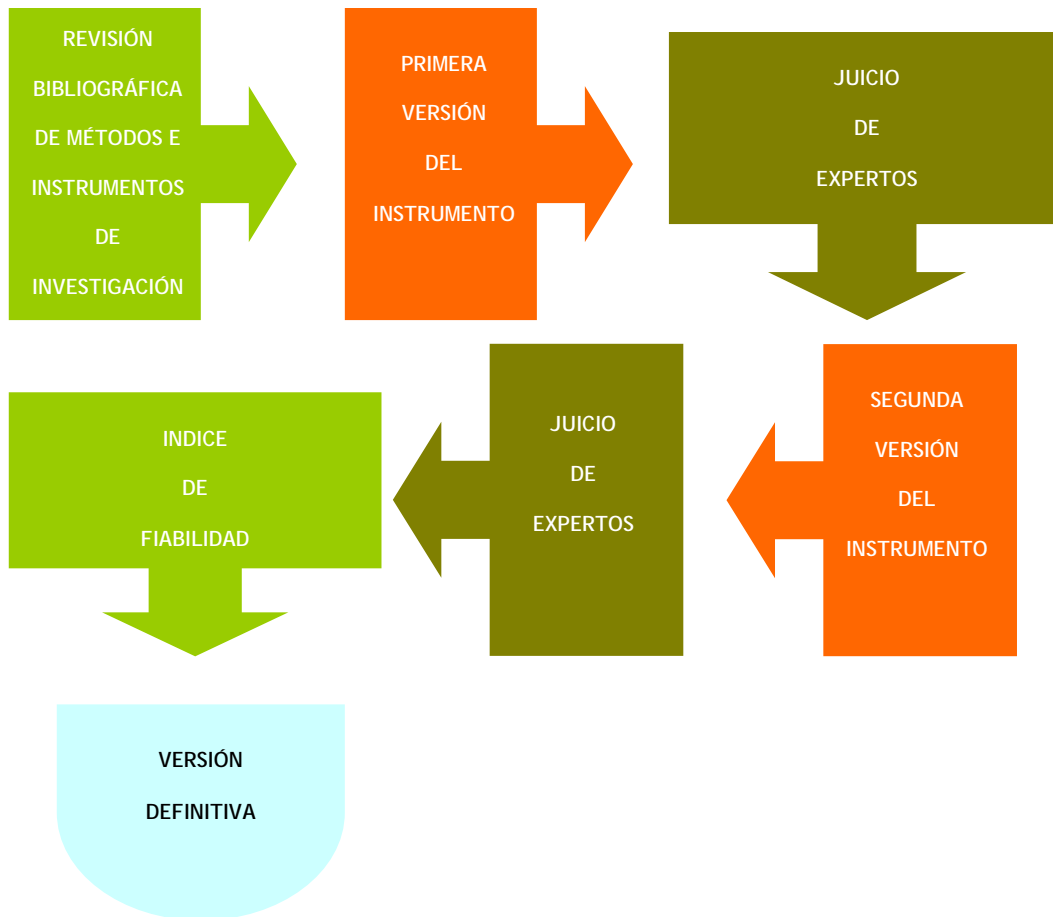 REVISIÓN
BIBLIOGRÁFICA
DE MÉTODOS E
INSTRUMENTOS
DE
INVESTIGACIÓN
PRIMERA
VERSIÓN
DEL
INSTRUMENTO
JUICIO
DE
EXPERTOS
SEGUNDA
VERSIÓN
DEL
INSTRUMENTO
JUICIO
DE
EXPERTOS
INDICE
DE
FIABILIDAD
VERSIÓN
DEFINITIVA